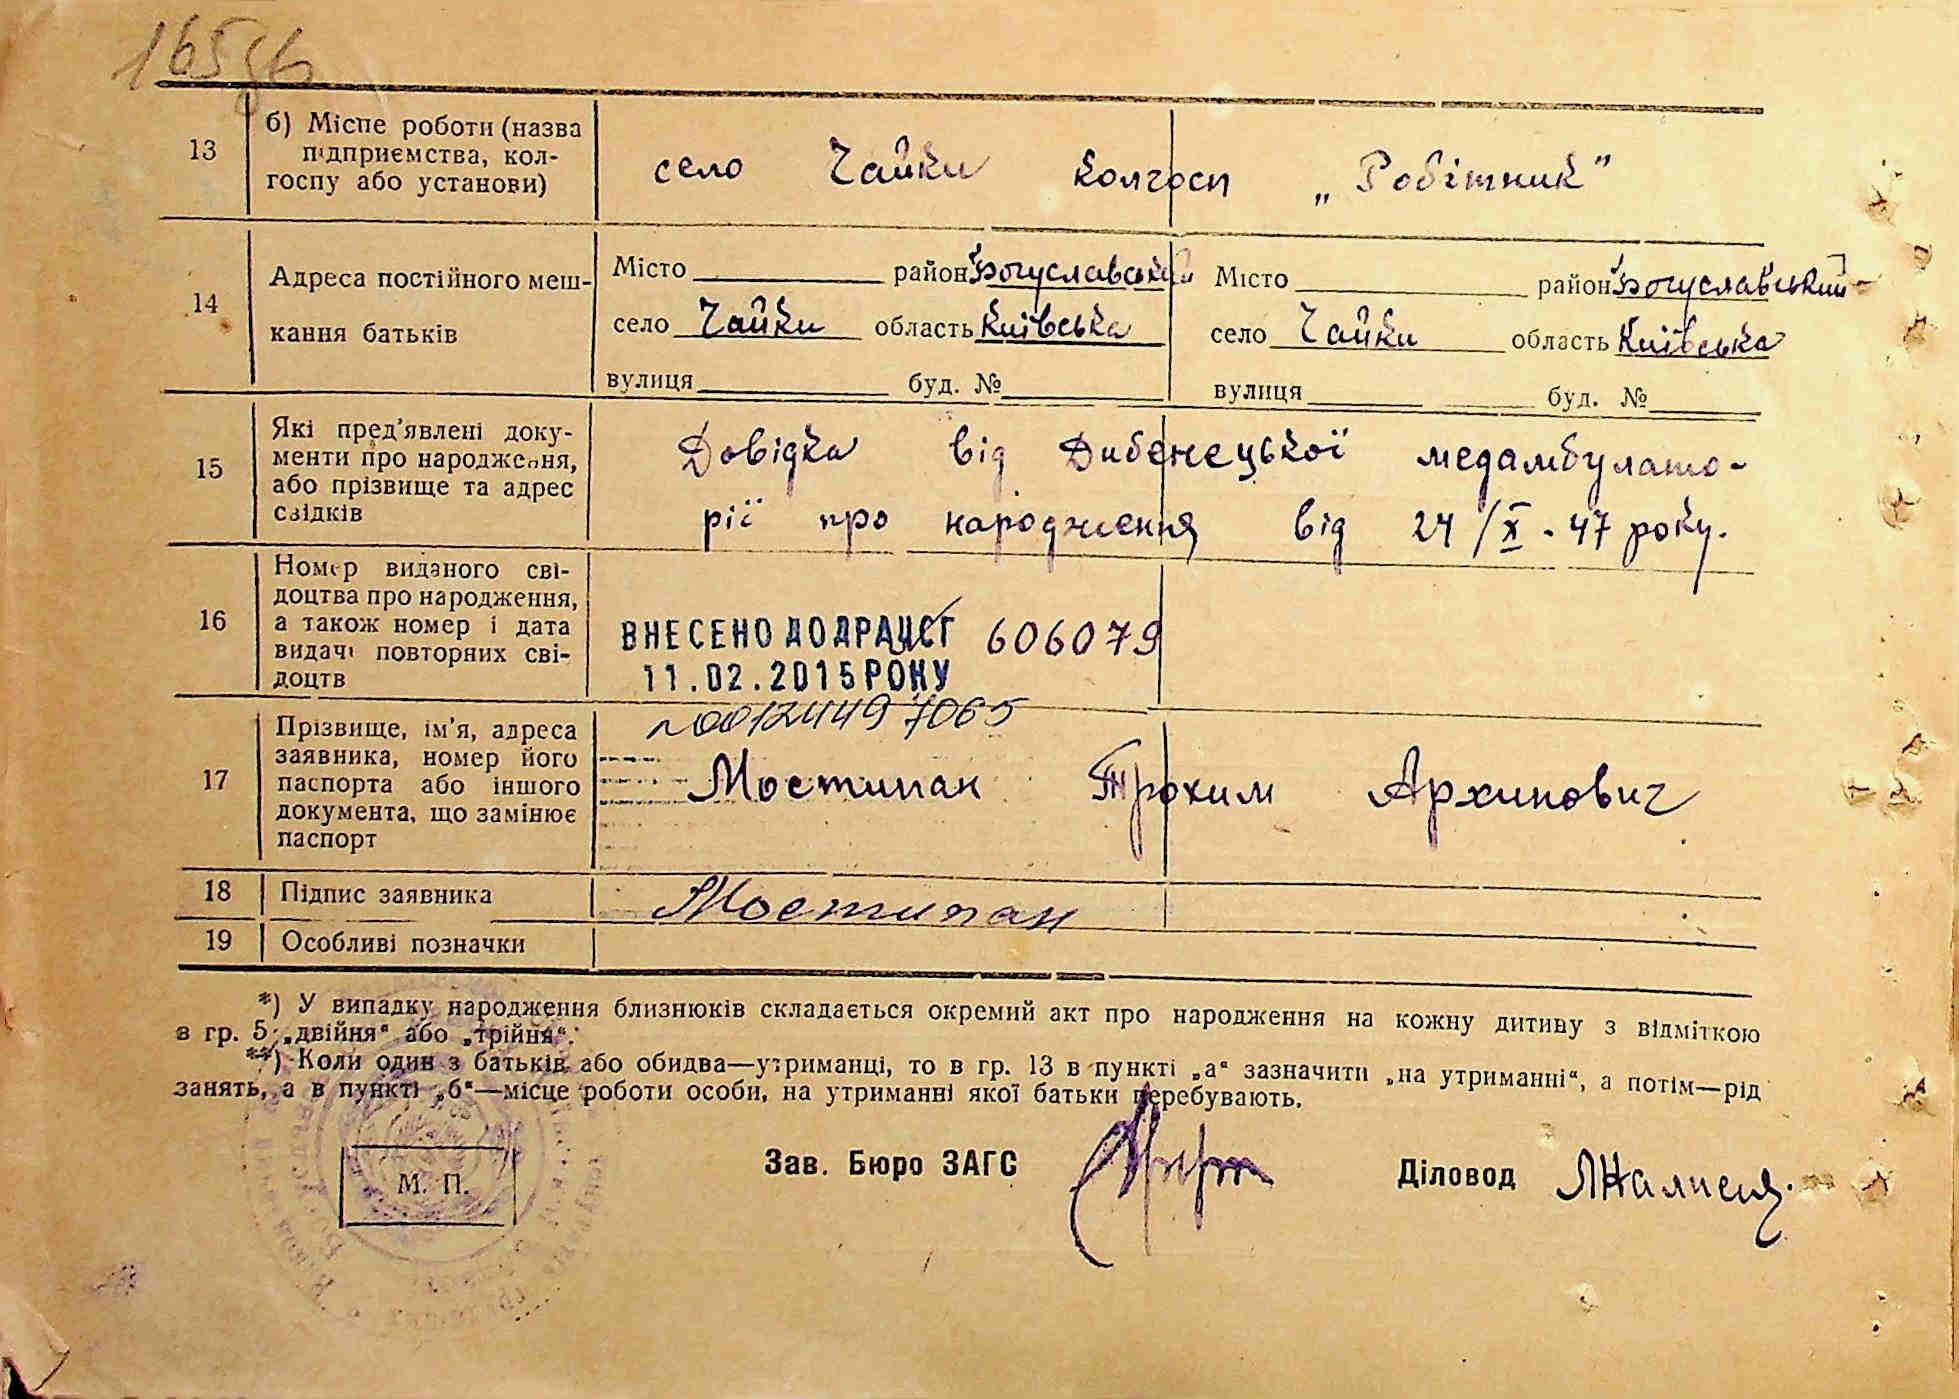 165зв
13
б) Місце роботи (назва
підприємства, кол-
госпу або установи)
село Чайки колгосп „Робітник"
14
Адреса постійного меш-
кання батьків
Місто район Богуславський
село Чайки область Київська
вулиця буд. №
Місто район Богуславський
село Чайки область Київська
вулиця буд. №
15
Які пред'явлені доку-
менти про народження,
або прізвище та адрес
свідків
Довідка від Дибенецької медамбулато-
рії про народження від 24/X - 47 року.
16
Номер виданого сві-
доцтва про народження,
а також номер і дата
видачі повторних сві-
доцтв
ВНЕСЕНО ДО ДРАЦСГ 606079
11.02.2015 РОКУ
N00124497065
17
Прізвище, ім'я, адреса
заявника, номер його
паспорта або іншого
документа, що замінює
паспорт
Мостипан Трохим Архипович
18
Підпис заявника
Мостипан
19
Особливі позначки
*) У випадку народження близнюків складається окремий акт про народження на кожну дитину з відміткою
в гр. 5 „двійня" або „трійня".
**) Коли один з батьків або обидва—утриманці, то в гр. 13 в пункті „а" зазначити „на утриманні", а потім—рід
занять, а в пункті „б"—місце роботи особи, на утриманні якої батьки перебувають.
М. П.
Зав. Бюро ЗАГС
Діловод